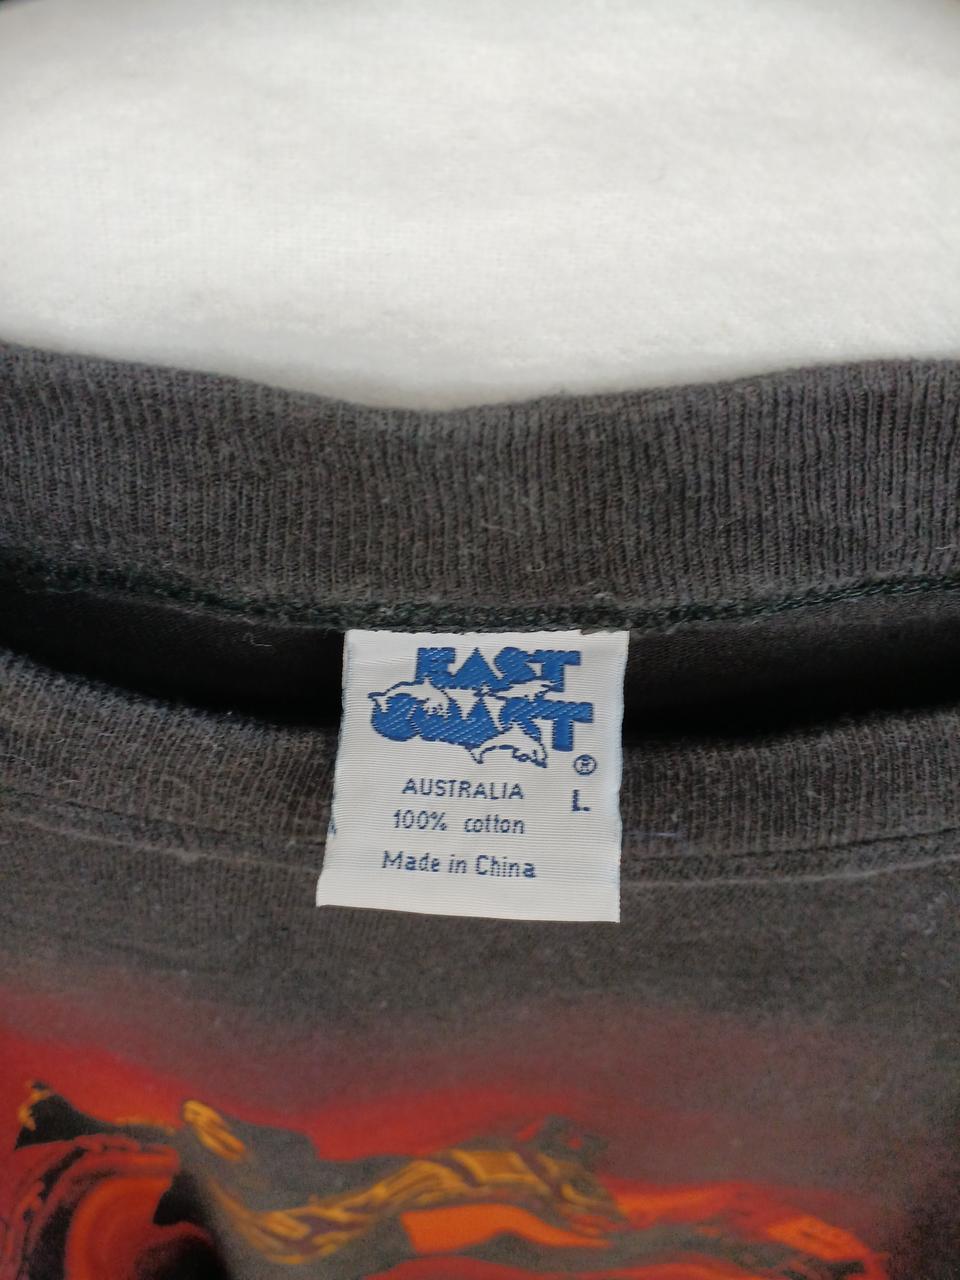 EAST
COAST
®
AUSTRALIA
L
100% cotton
Made in China